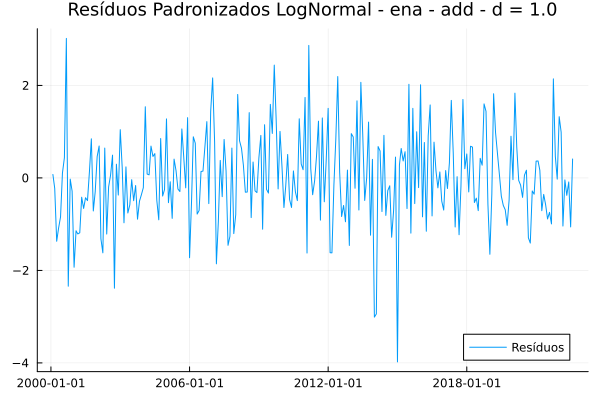 Resíduos Padronizados LogNormal - ena - add - d = 1.0
2
0
−2
−4
2000-01-01 2006-01-01 2012-01-01 2018-01-01
Resíduos